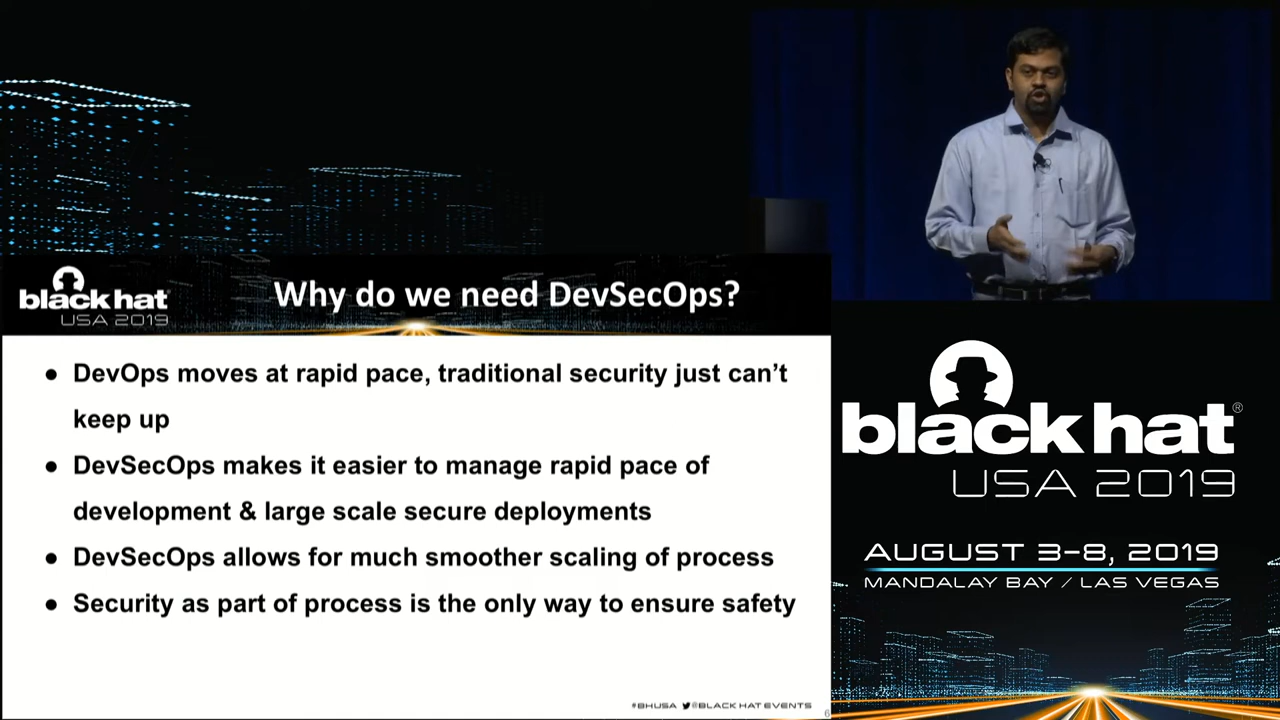 black hat
USA 2019
Why do we need DevSecOps?
● DevOps moves at rapid pace, traditional security just can’t
keep up
● DevSecOps makes it easier to manage rapid pace of
development & large scale secure deployments
● DevSecOps allows for much smoother scaling of process
● Security as part of process is the only way to ensure safety
#BHUSA @BLACK HAT EVENTS
6
black hat®
USA 2019
AUGUST 3–8, 2019
MANDALAY BAY / LAS VEGAS